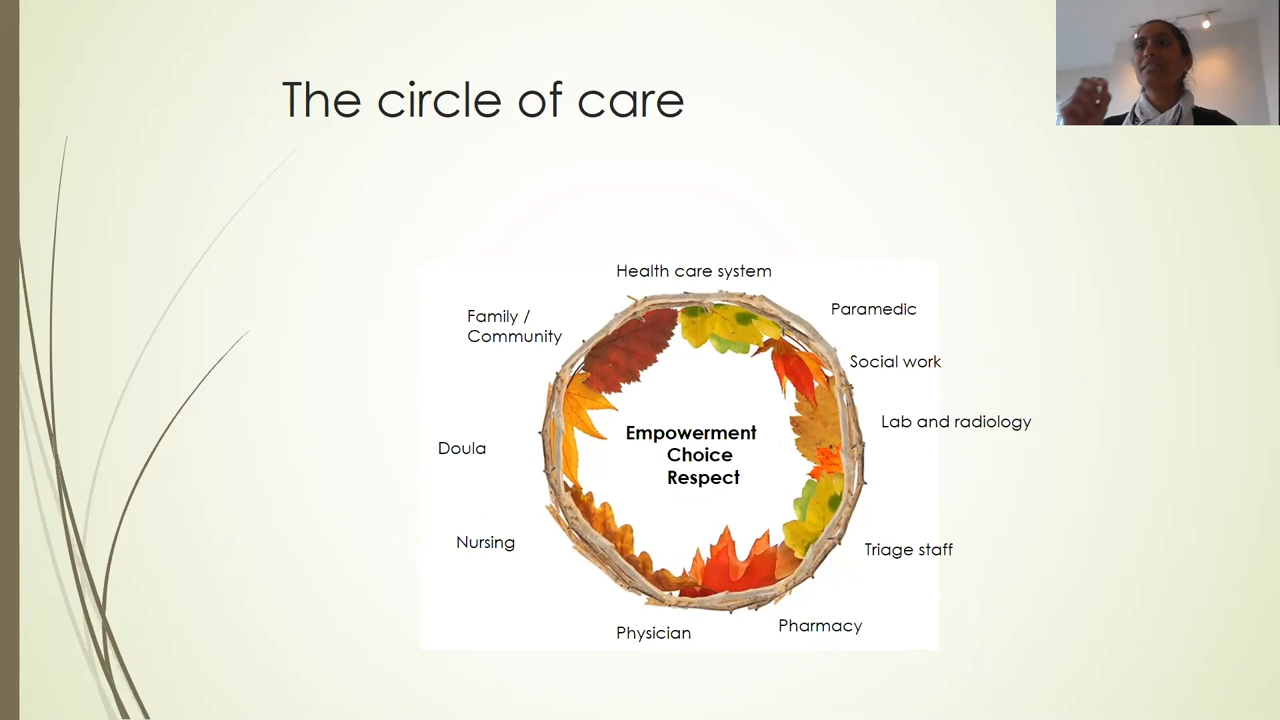 The circle of care
Health care system
Paramedic
Family /
Community
Social work
Lab and radiology
Empowerment
Choice
Respect
Doula
Nursing
Triage staff
Physician
Pharmacy